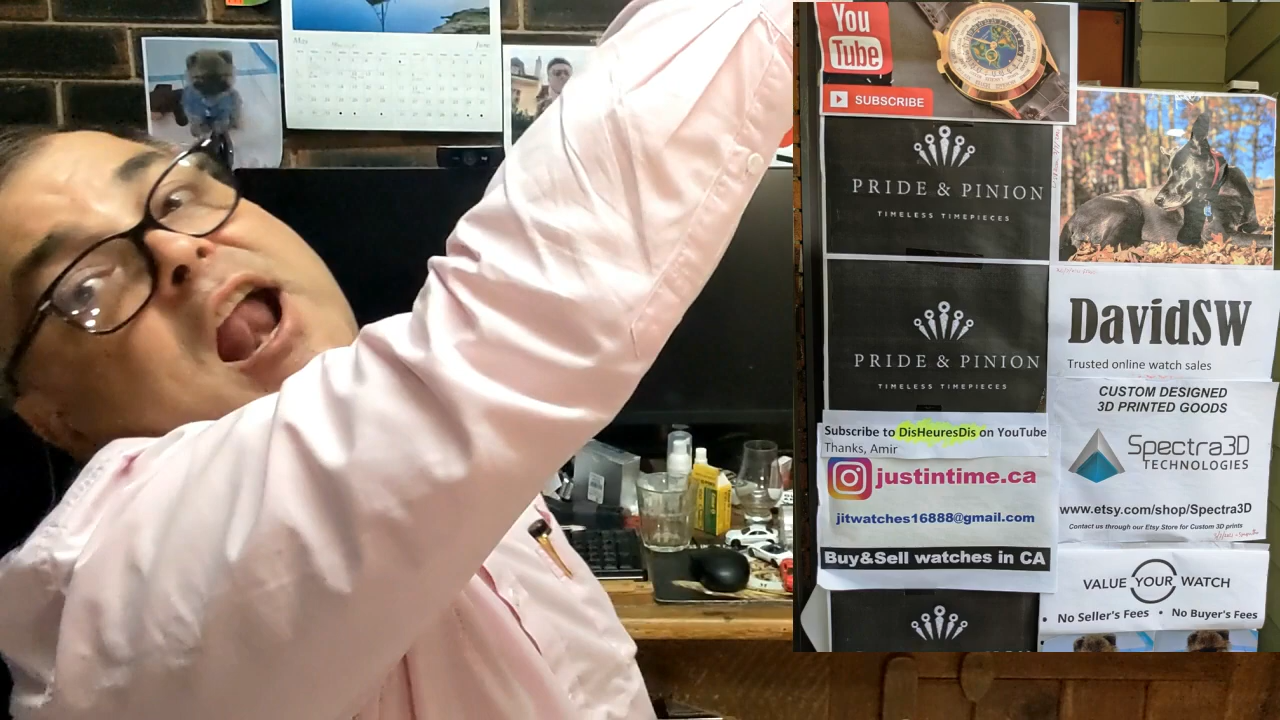 May
June
You
Tube
SUBSCRIBE
PRIDE & PINION
TIMELESS TIMEPIECES
PRIDE & PINION
TIMELESS TIMEPIECES
Subscribe to DisHeuresDis on YouTube
Thanks, Amir
justintime.ca
jitwatches16888@gmail.com
Buy&Sell watches in CA
DavidSW
Trusted online watch sales
CUSTOM DESIGNED
3D PRINTED GOODS
Spectra3D
TECHNOLOGIES
www.etsy.com/shop/Spectra3D
Contact us through our Etsy Store for Custom 3D prints
VALUE YOUR WATCH
• No Seller's Fees • No Buyer's Fees